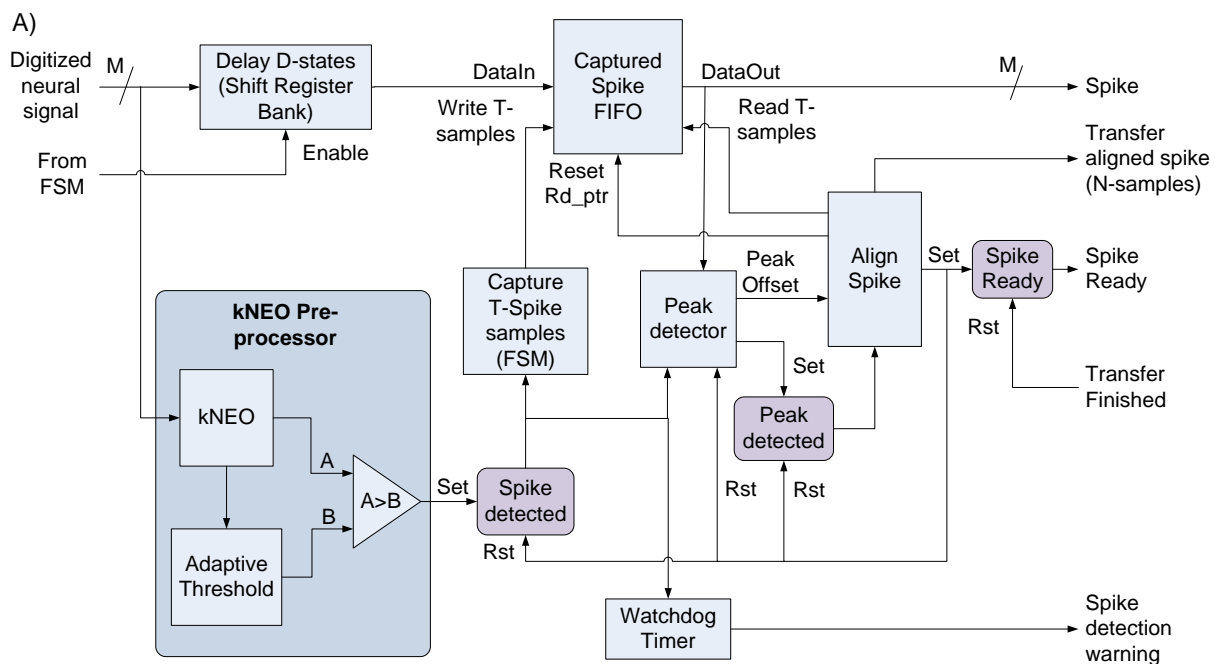 A)
Digitized
neural
signal
M
Delay D-states
(Shift Register
Bank)
DataIn
Write T-
samples
Captured
Spike
FIFO
DataOut
Read T-
samples
M
Spike
From
FSM
Enable
Reset
Rd_ptr
Transfer
aligned spike
(N-samples)
Align
Spike
Set
Spike
Ready
Spike
Ready
Rst
Transfer
Finished
Capture
T-Spike
samples
(FSM)
Peak
detector
Peak
Offset
Set
Peak
detected
Rst
Rst
kNEO Pre-
processor
kNEO
A
A>B
B
Adaptive
Threshold
Set
Spike
detected
Rst
Watchdog
Timer
Spike
detection
warning